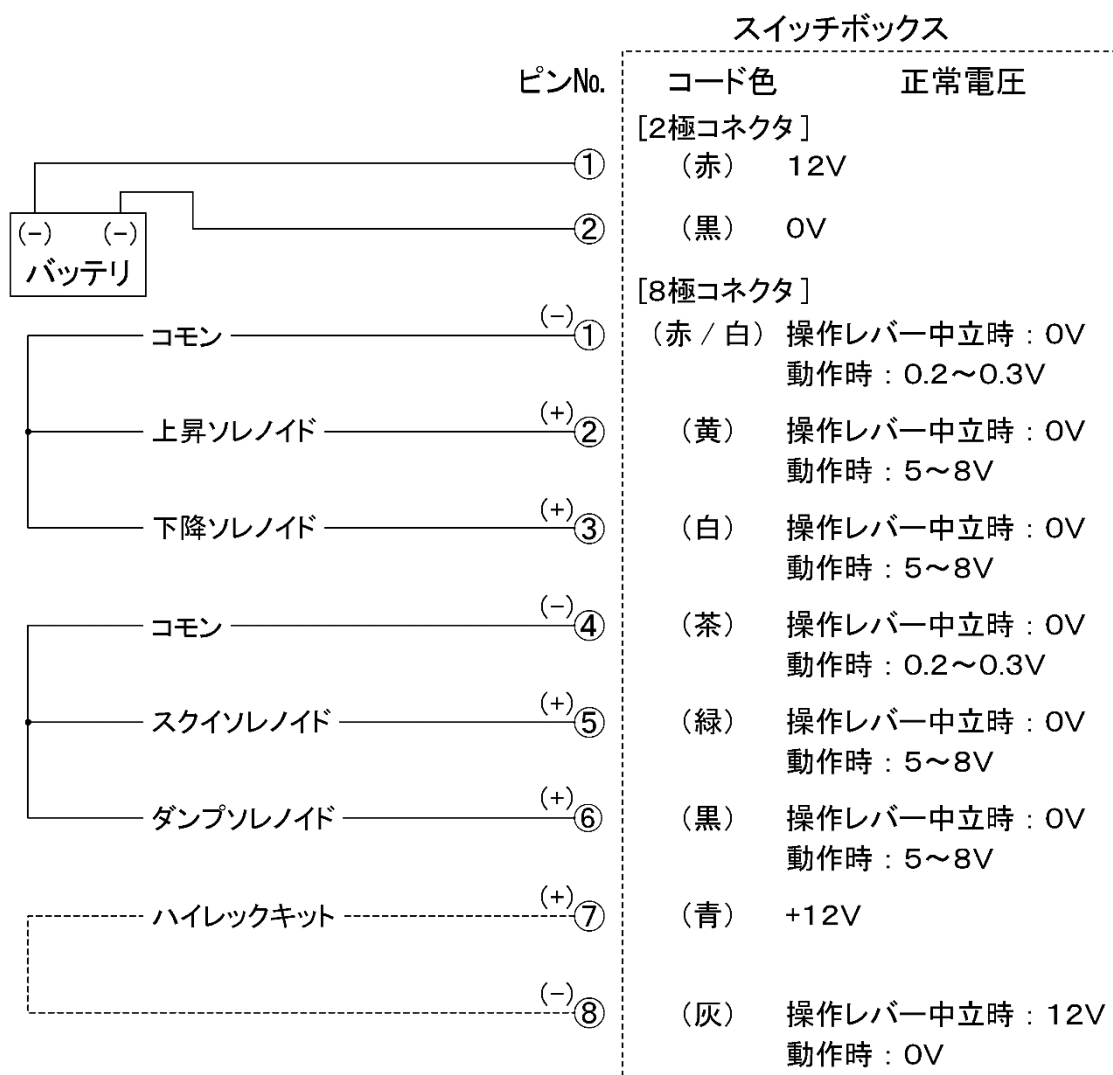 スイッチボックス
ピンNo. コード色 正常電圧
[2極コネクタ]
① (赤) 12V
② (黒) 0V
(-) (-)
バッテリ
[8極コネクタ]
コモン (-) ① (赤/白) 操作レバー中立時:0V
動作時:0.2～0.3V
上昇ソレノイド (+) ② (黄) 操作レバー中立時:0V
動作時:5～8V
下降ソレノイド (+) ③ (白) 操作レバー中立時:0V
動作時:5～8V
コモン (-) ④ (茶) 操作レバー中立時:0V
動作時:0.2～0.3V
スクイソレノイド (+) ⑤ (緑) 操作レバー中立時:0V
動作時:5～8V
ダンプソレノイド (+) ⑥ (黒) 操作レバー中立時:0V
動作時:5～8V
ハイレックキット (+) ⑦ (青) +12V
(-) ⑧ (灰) 操作レバー中立時:12V
動作時:0V